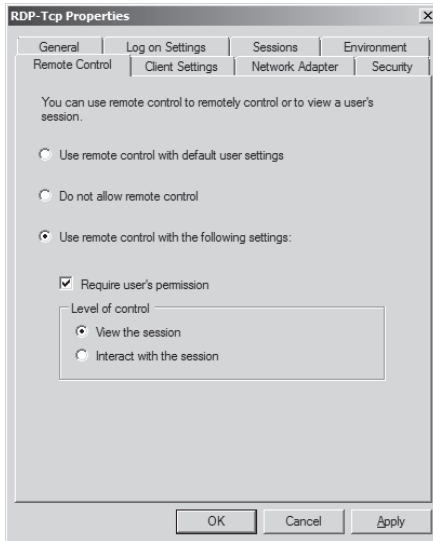 RDP-Tcp Properties
General Log on Settings Sessions Environment
Remote Control Client Settings Network Adapter Security
You can use remote control to remotely control or to view a user's
session.
Use remote control with default user settings
Do not allow remote control
Use remote control with the following settings:
Require user's permission
Level of control
View the session
Interact with the session
OK Cancel Apply